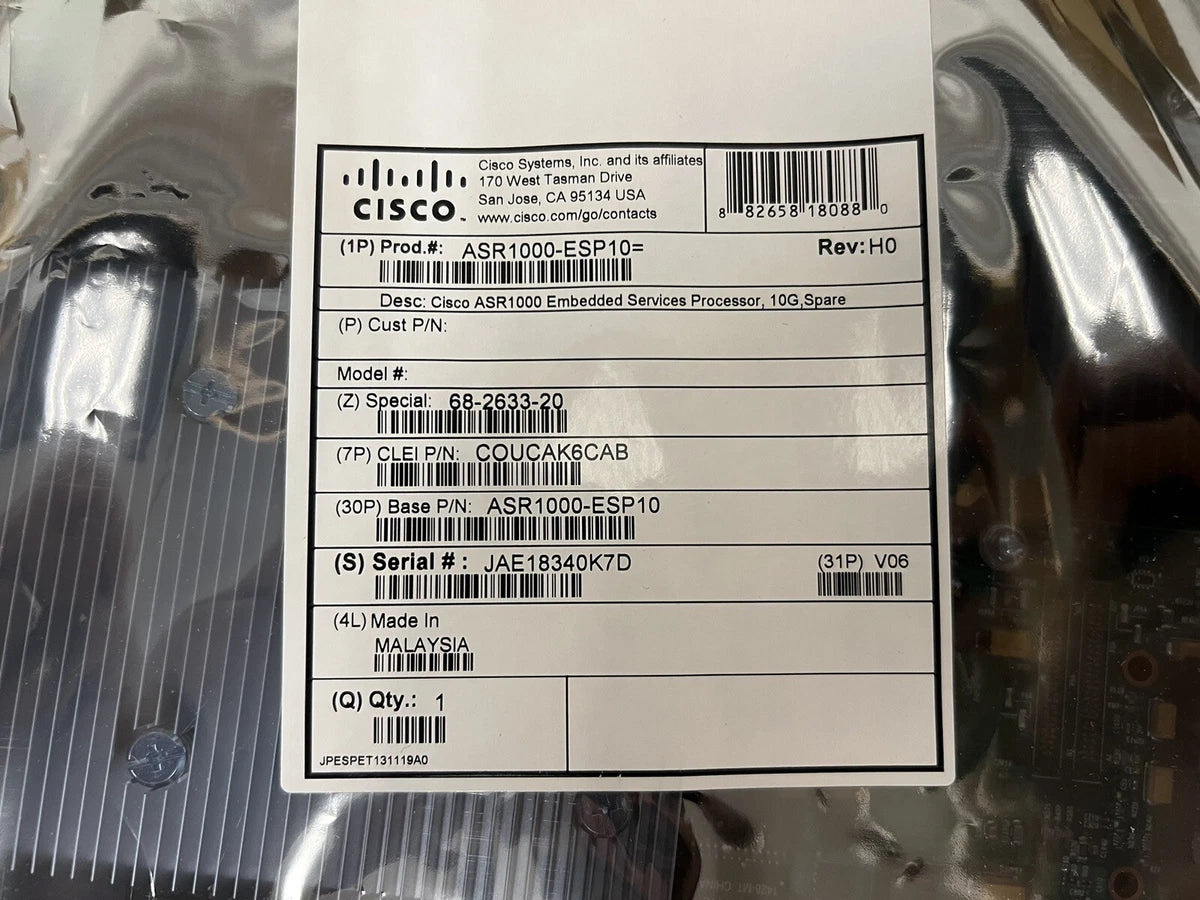 Cisco Systems, Inc. and its affiliates
170 West Tasman Drive
San Jose, CA 95134 USA
www.cisco.com/go/contacts
CISCO™
8 82658 18088 0
(1P) Prod.#: ASR1000-ESP10= Rev: H0
Desc: Cisco ASR1000 Embedded Services Processor, 10G,Spare
(P) Cust P/N:
Model #:
(Z) Special: 68-2633-20
(7P) CLEI P/N: COUCAK6CAB
(30P) Base P/N: ASR1000-ESP10
(S) Serial # : JAE18340K7D (31P) V06
(4L) Made In
MALAYSIA
(Q) Qty.: 1
JPESPET131119A0